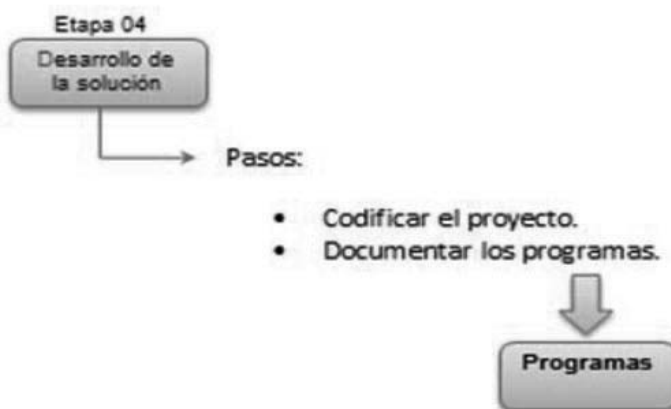 Etapa 04
Desarrollo de
la solución
Pasos:
• Codificar el proyecto.
• Documentar los programas.
Programas